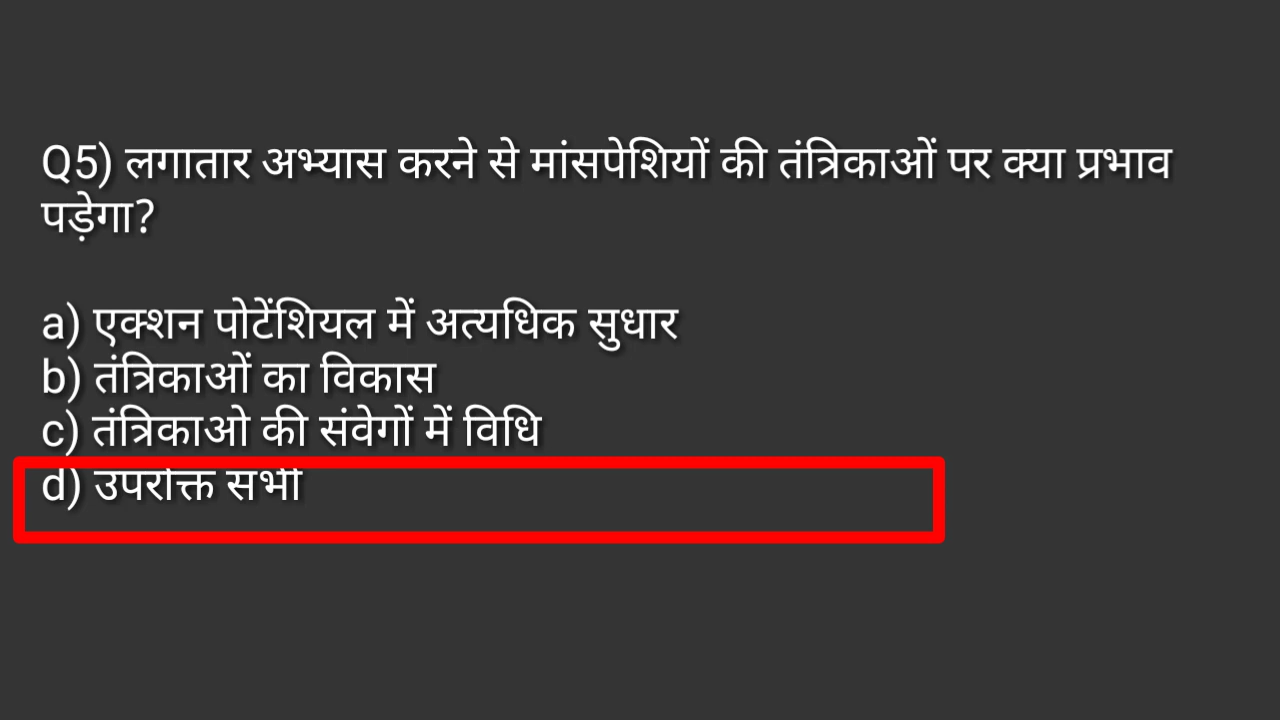 Q5) लगातार अभ्यास करने से मांसपेशियों की तंत्रिकाओं पर क्या प्रभाव
पड़ेगा?
a) एक्शन पोटेंशियल में अत्यधिक सुधार
b) तंत्रिकाओं का विकास
c) तंत्रिकाओ की संवेगों में विधि
d) उपरोक्त सभी